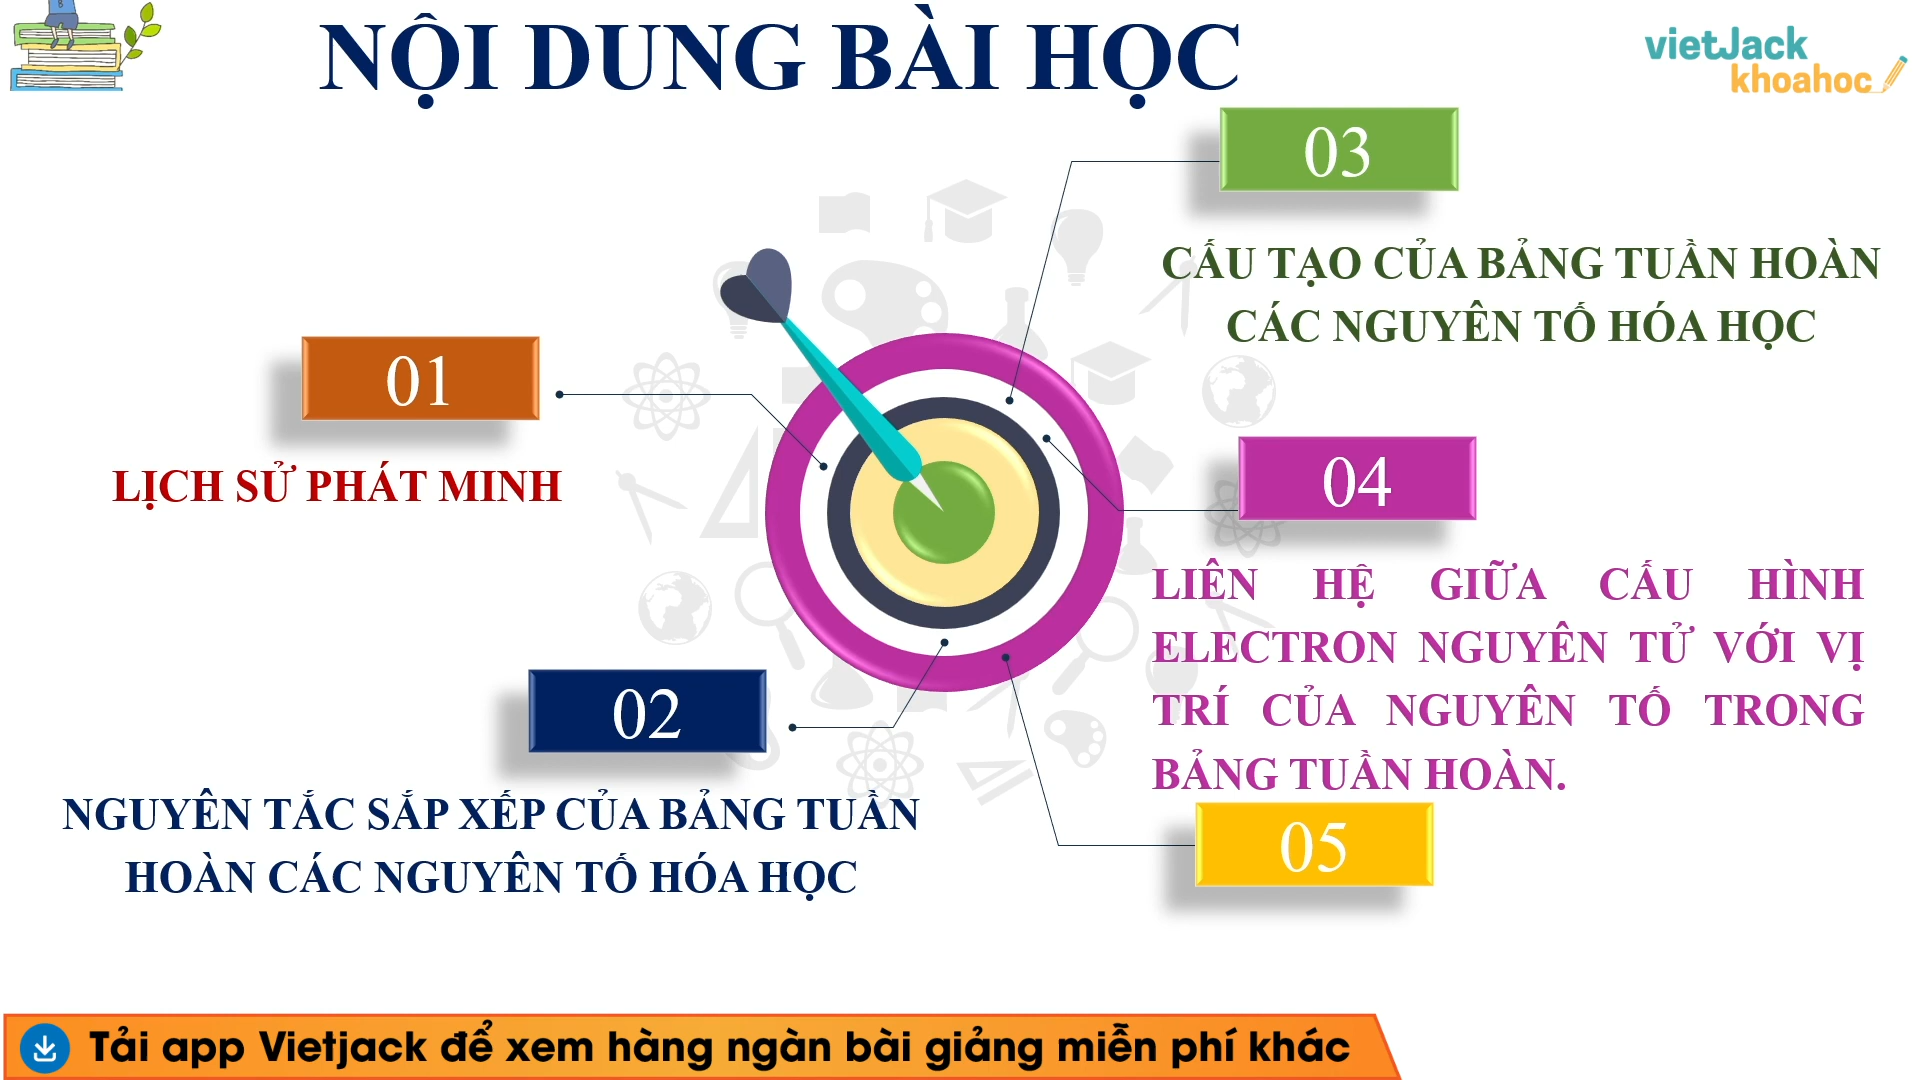 NỘI DUNG BÀI HỌC
vietJack
khoahoc
01
LỊCH SỬ PHÁT MINH
02
NGUYÊN TẮC SẮP XẾP CỦA BẢNG TUẦN
HOÀN CÁC NGUYÊN TỐ HÓA HỌC
03
CẤU TẠO CỦA BẢNG TUẦN HOÀN
CÁC NGUYÊN TỐ HÓA HỌC
04
LIÊN HỆ GIỮA CẤU HÌNH
ELECTRON NGUYÊN TỬ VỚI VỊ
TRÍ CỦA NGUYÊN TỐ TRONG
BẢNG TUẦN HOÀN.
05
Tải app Vietjack để xem hàng ngàn bài giảng miễn phí khác